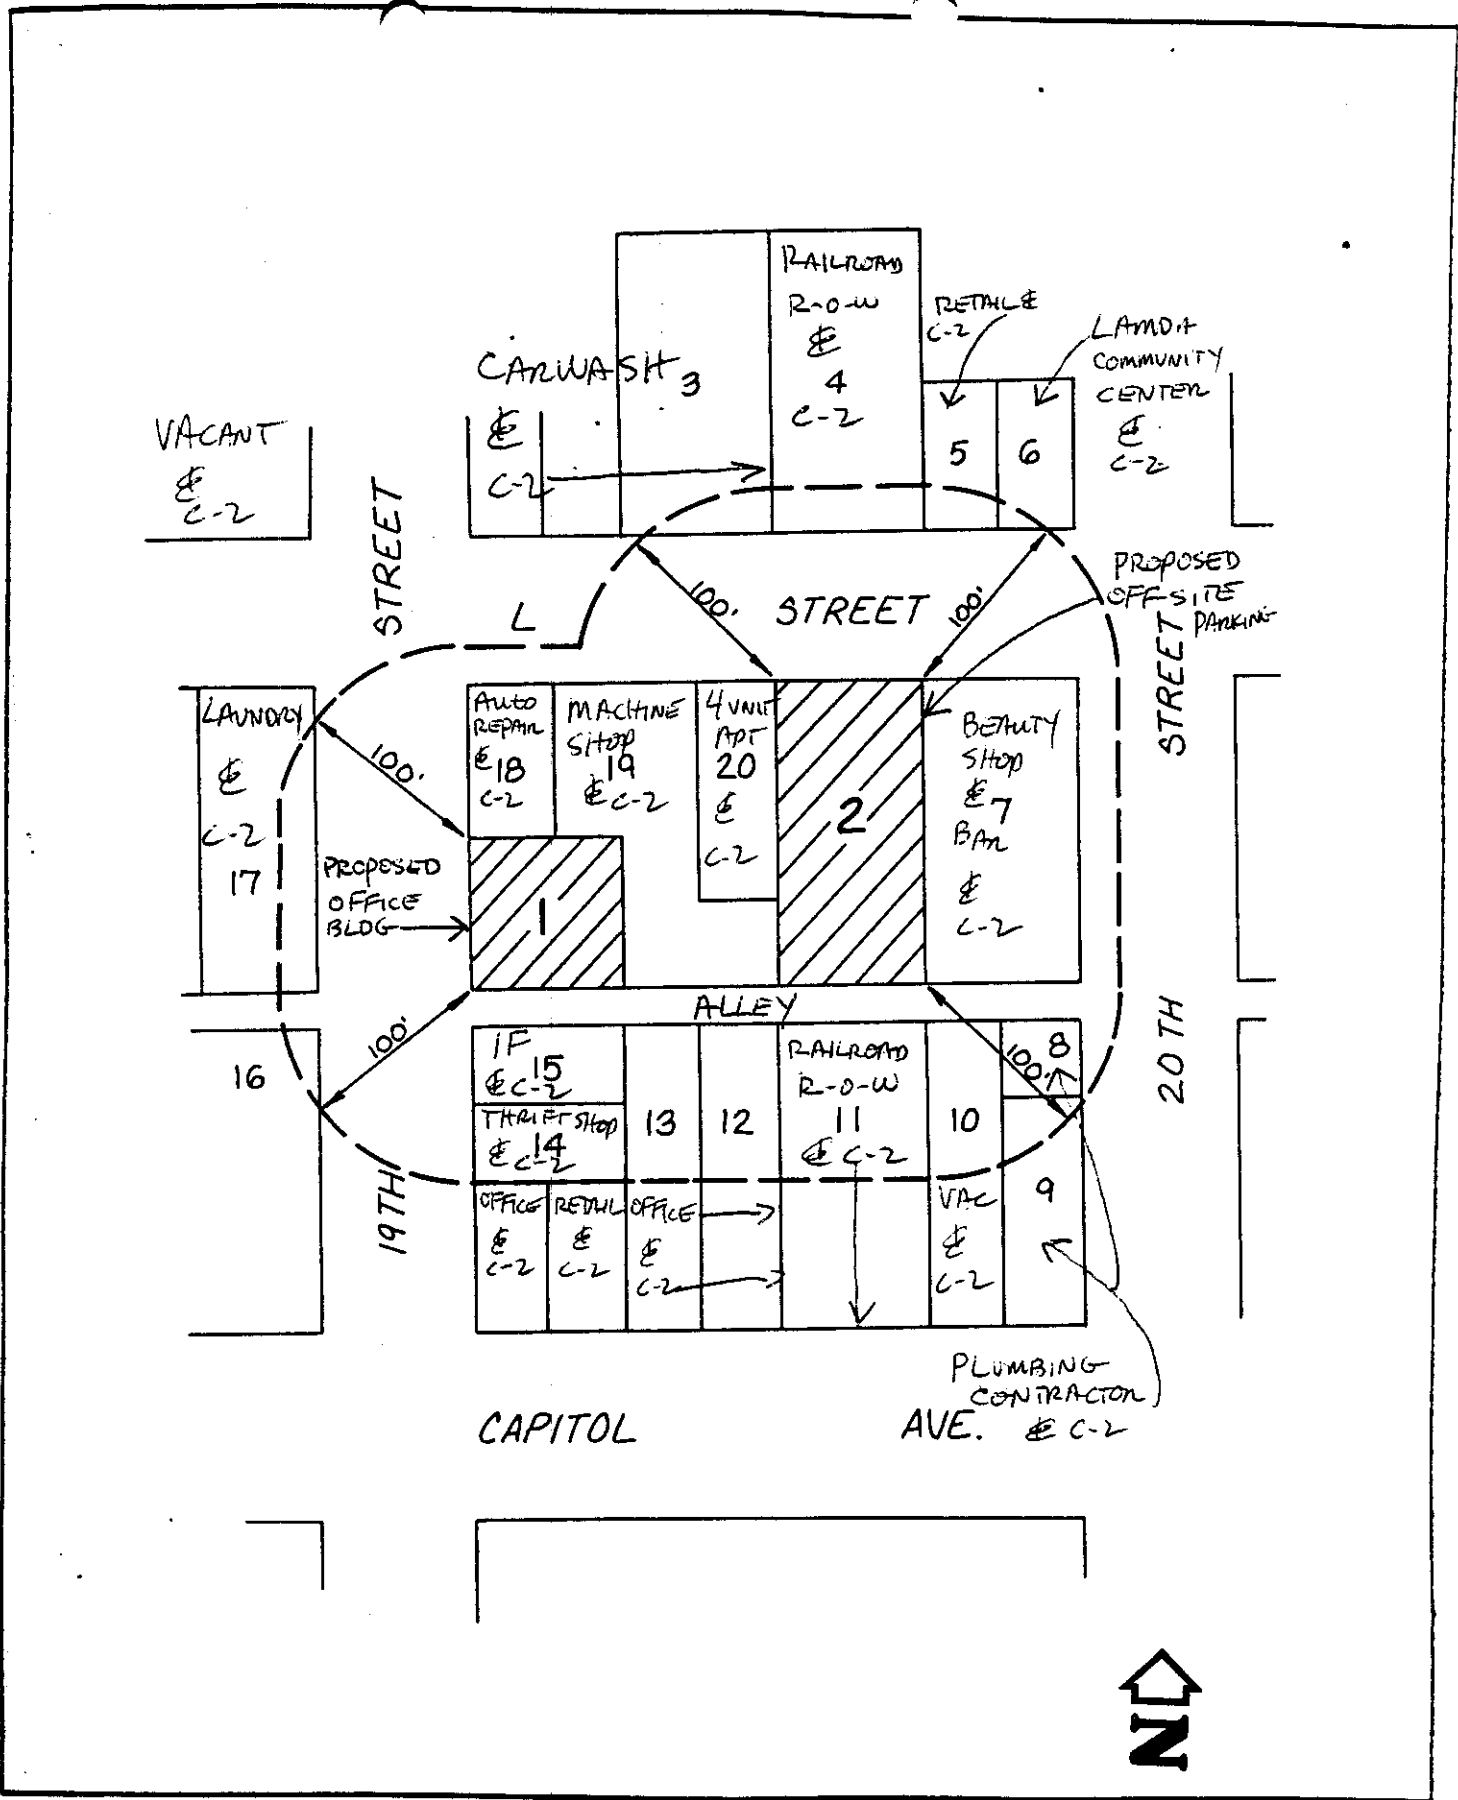 RAILROAD
R-O-W
&
4
C-2
RETAIL &
C-2
LAMDA
COMMUNITY
CENTER
&
C-2
CARWASH
&
C-2
3
5
6
VACANT
&
C-2
STREET
L
STREET
100'
100'
PROPOSED
OFF-SITE
PARKING
STREET
LAUNDRY
&
C-2
17
100'
AUTO
REPAIR
& 18
C-2
MACHINE
SHOP
19
& C-2
4 UNIT
APT
20
&
C-2
2
BEAUTY
SHOP
& 7
BAR
&
C-2
PROPOSED
OFFICE
BLDG
1
ALLEY
16
100'
1F
15
& C-2
THRIFT SHOP
14
& C-2
13
12
RAILROAD
R-O-W
11
& C-2
10
100'
8
20TH
19TH
OFFICE
&
C-2
RETAIL
&
C-2
OFFICE
&
C-2
VAC
&
C-2
9
PLUMBING
CONTRACTOR
& C-2
CAPITOL AVE.
N